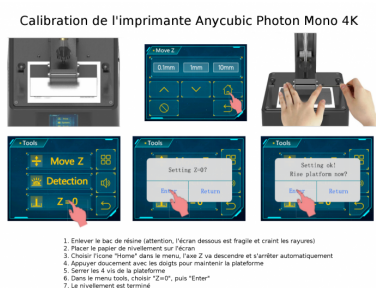 Calibration de l'imprimante Anycubic Photon Mono 4K
Move Z
0.1mm 1mm 10mm
Tools
Move Z
Detection
Z=0
Tools
Setting Z=0?
Enter Return
Tools
Setting ok!
Rise platform now?
Enter Return
1. Enlever le bac de résine (attention, l'écran dessous est fragile et craint les rayures)
2. Placer le papier de nivellement sur l'écran
3. Choisir l'icone "Home" dans le menu, l'axe Z va descendre et s'arrêter automatiquement
4. Appuyer doucement avec les doigts pour maintenir la plateforme
5. Serrer les 4 vis de la plateforme
6. Dans le menu tools, choisir "Z=0", puis "Enter"
7. Le nivellement est terminé